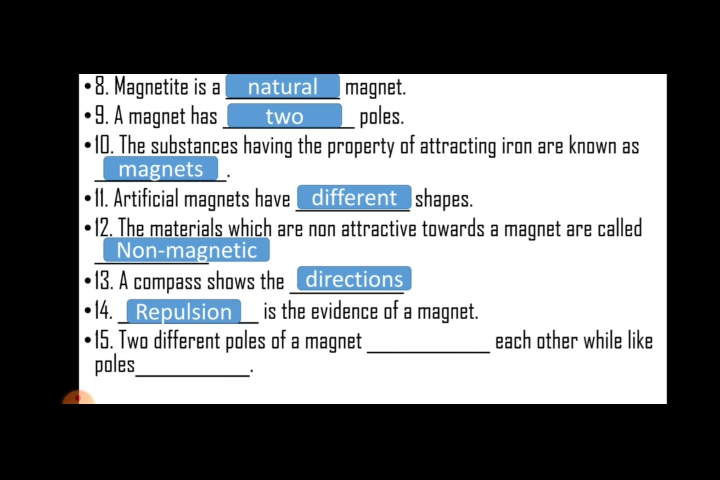 •8. Magnetite is a natural magnet.
•9. A magnet has two poles.
•10. The substances having the property of attracting iron are known as
magnets.
•11. Artificial magnets have different shapes.
•12. The materials which are non attractive towards a magnet are called
Non-magnetic
•13. A compass shows the directions
•14. Repulsion is the evidence of a magnet.
•15. Two different poles of a magnet ____________ each other while like
poles___________.